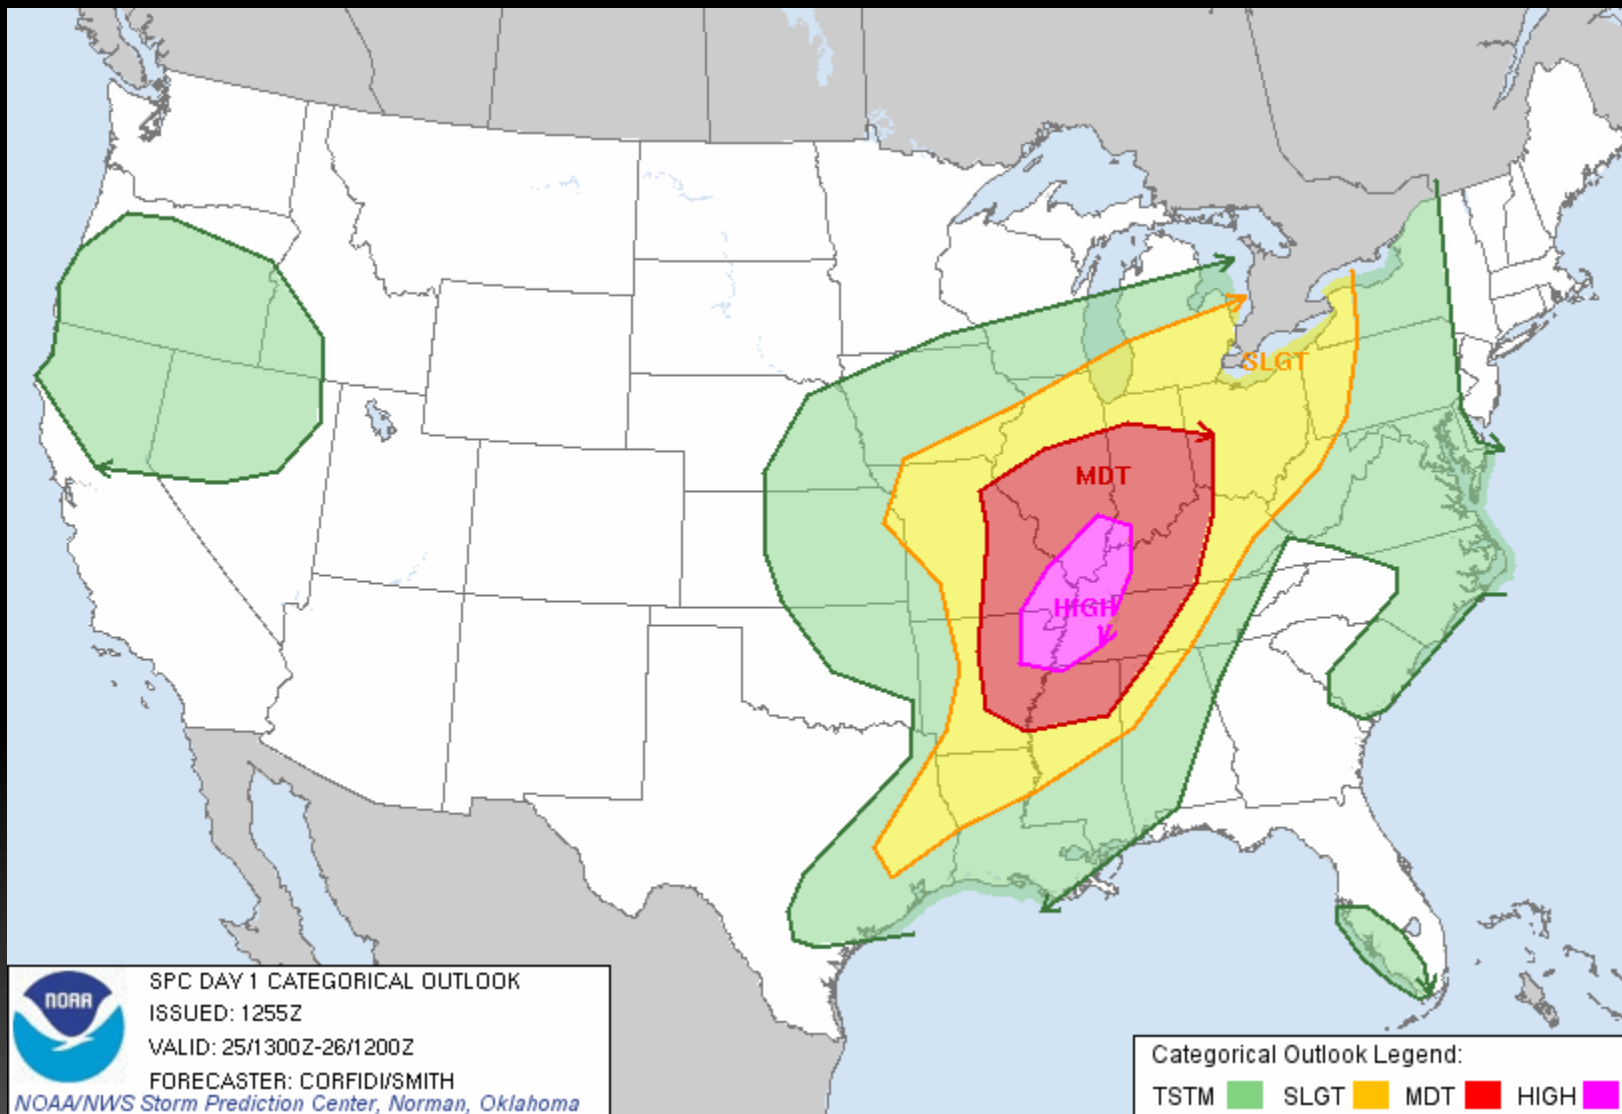 SLGT
MDT
HIGH
NOAA
SPC DAY 1 CATEGORICAL OUTLOOK
ISSUED: 1255Z
VALID: 25/1300Z-26/1200Z
FORECASTER: CORFIDI/SMITH
NOAA/NWS Storm Prediction Center, Norman, Oklahoma
Categorical Outlook Legend:
TSTM SLGT MDT HIGH